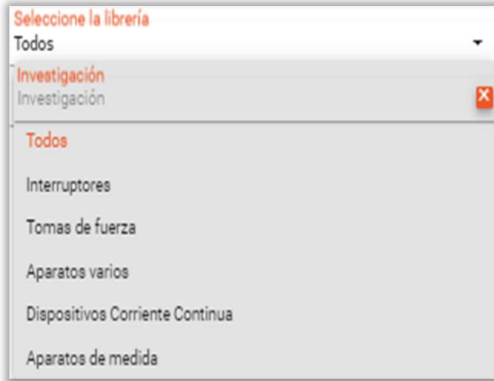 Seleccione la librería
Todos
Investigación
Investigación
Todos
Interruptores
Tomas de fuerza
Aparatos varios
Dispositivos Corriente Continua
Aparatos de medida